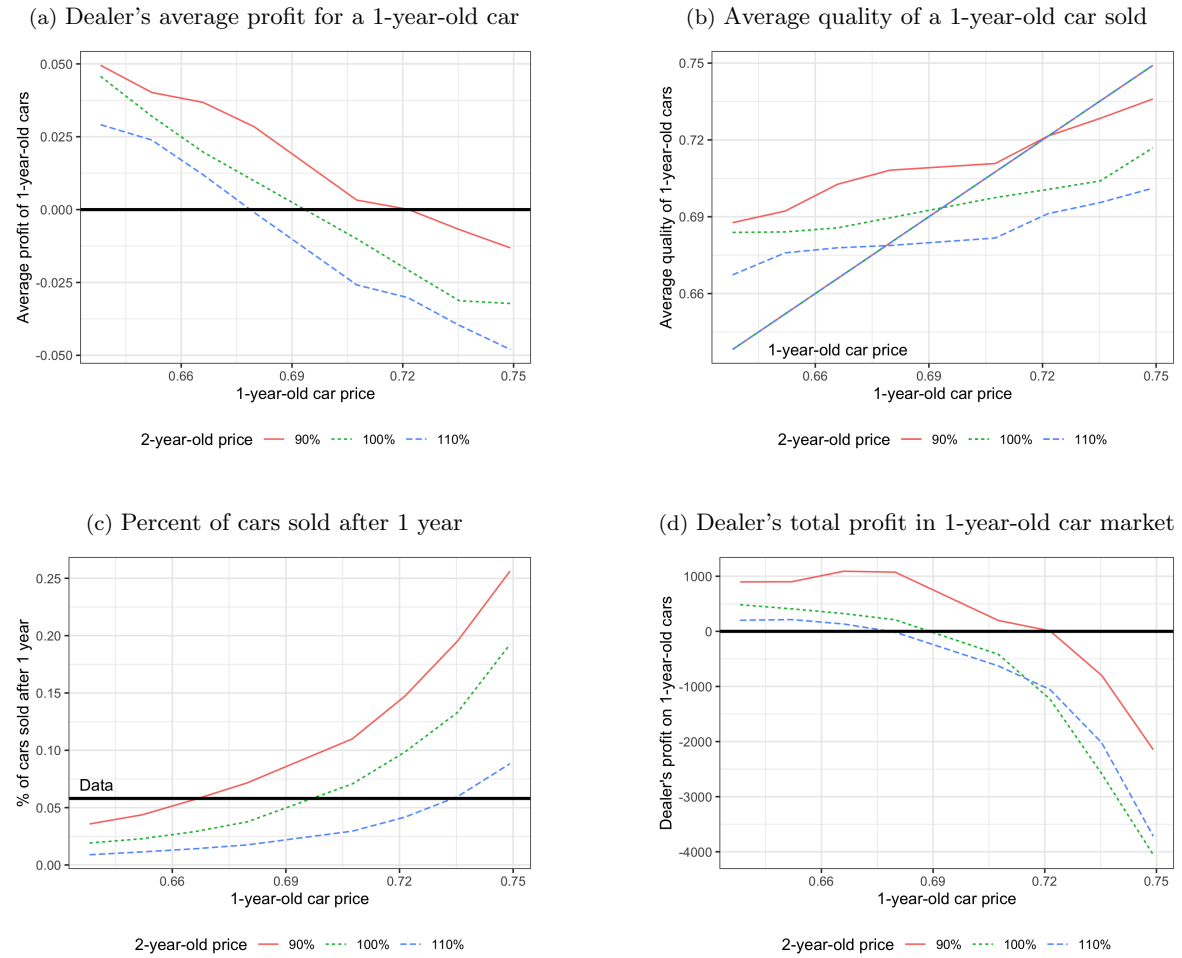 (a) Dealer's average profit for a 1-year-old car
Average profit of 1-year-old cars
0.050
0.025
0.000
-0.025
-0.050
0.66 0.69 0.72 0.75
1-year-old car price
2-year-old price 90% 100% 110%
(b) Average quality of a 1-year-old car sold
Average quality of 1-year-old cars
0.75
0.72
0.69
0.66
1-year-old car price
0.66 0.69 0.72 0.75
1-year-old car price
2-year-old price 90% 100% 110%
(c) Percent of cars sold after 1 year
% of cars sold after 1 year
0.25
0.20
0.15
0.10
Data
0.05
0.00
0.66 0.69 0.72 0.75
1-year-old car price
2-year-old price 90% 100% 110%
(d) Dealer's total profit in 1-year-old car market
Dealer's profit on 1-year-old cars
1000
0
-1000
-2000
-3000
-4000
0.66 0.69 0.72 0.75
1-year-old car price
2-year-old price 90% 100% 110%